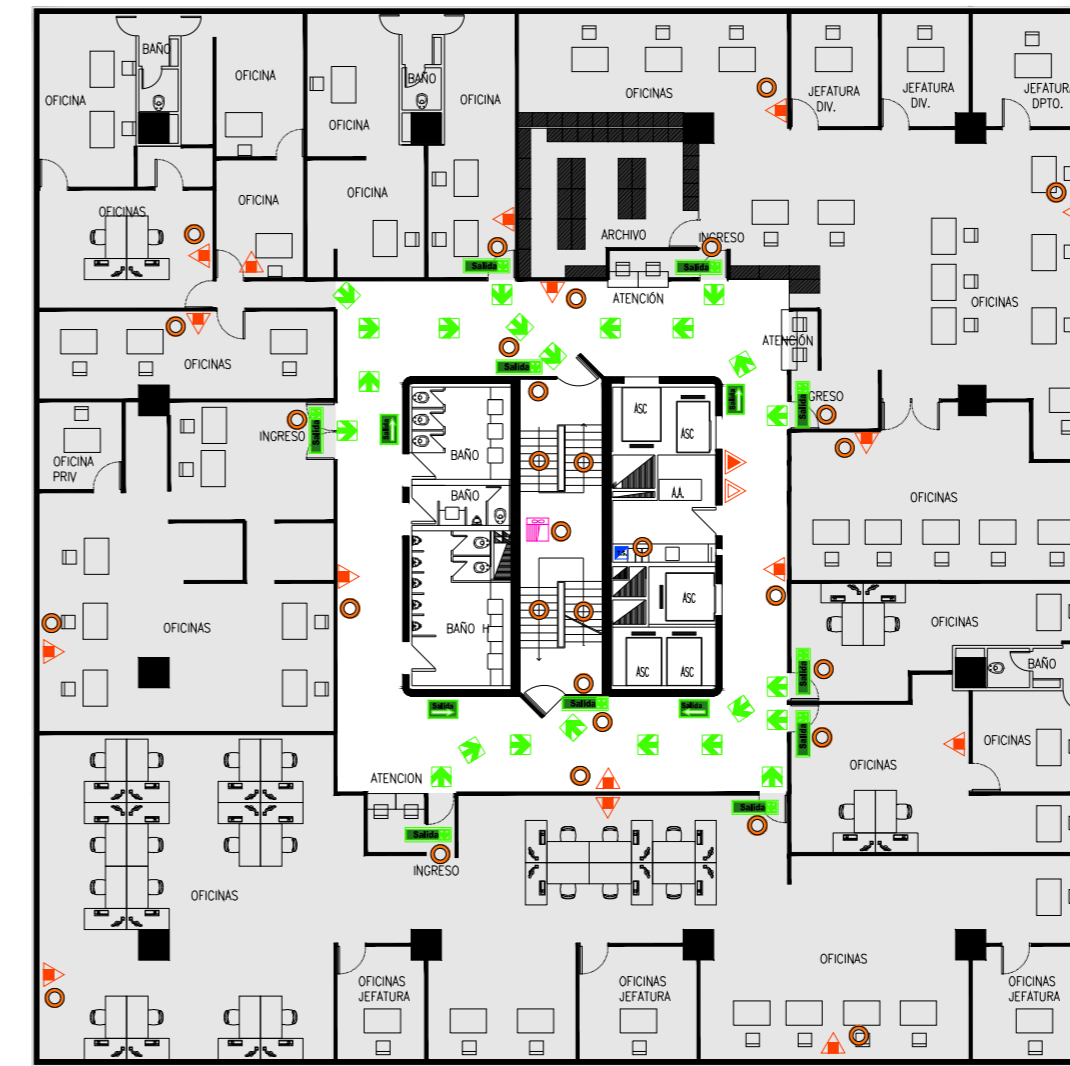 BAÑO
OFICINA
OFICINA
BAÑO
OFICINA
OFICINA
OFICINAS
JEFATURA
DIV.
JEFATURA
DIV.
JEFATURA
DPTO.
OFICINA
OFICINA
OFICINAS
ARCHIVO
INGRESO
Salida
Salida
ATENCIÓN
OFICINAS
ATENCIÓN
OFICINAS
Salida
Salida
Salida
GRESO
INGRESO
Salida
Salida
ASC
ASC
OFICINA
PRIV
BAÑO
BAÑO
A.A.
OFICINAS
ASC
OFICINAS
BAÑO H
OFICINAS
ASC
ASC
BAÑO
Salida
Salida
Salida
Salida
Salida
OFICINAS
OFICINAS
ATENCION
Salida
Salida
INGRESO
OFICINAS
OFICINAS
OFICINAS
JEFATURA
OFICINAS
JEFATURA
OFICINAS
JEFATURA